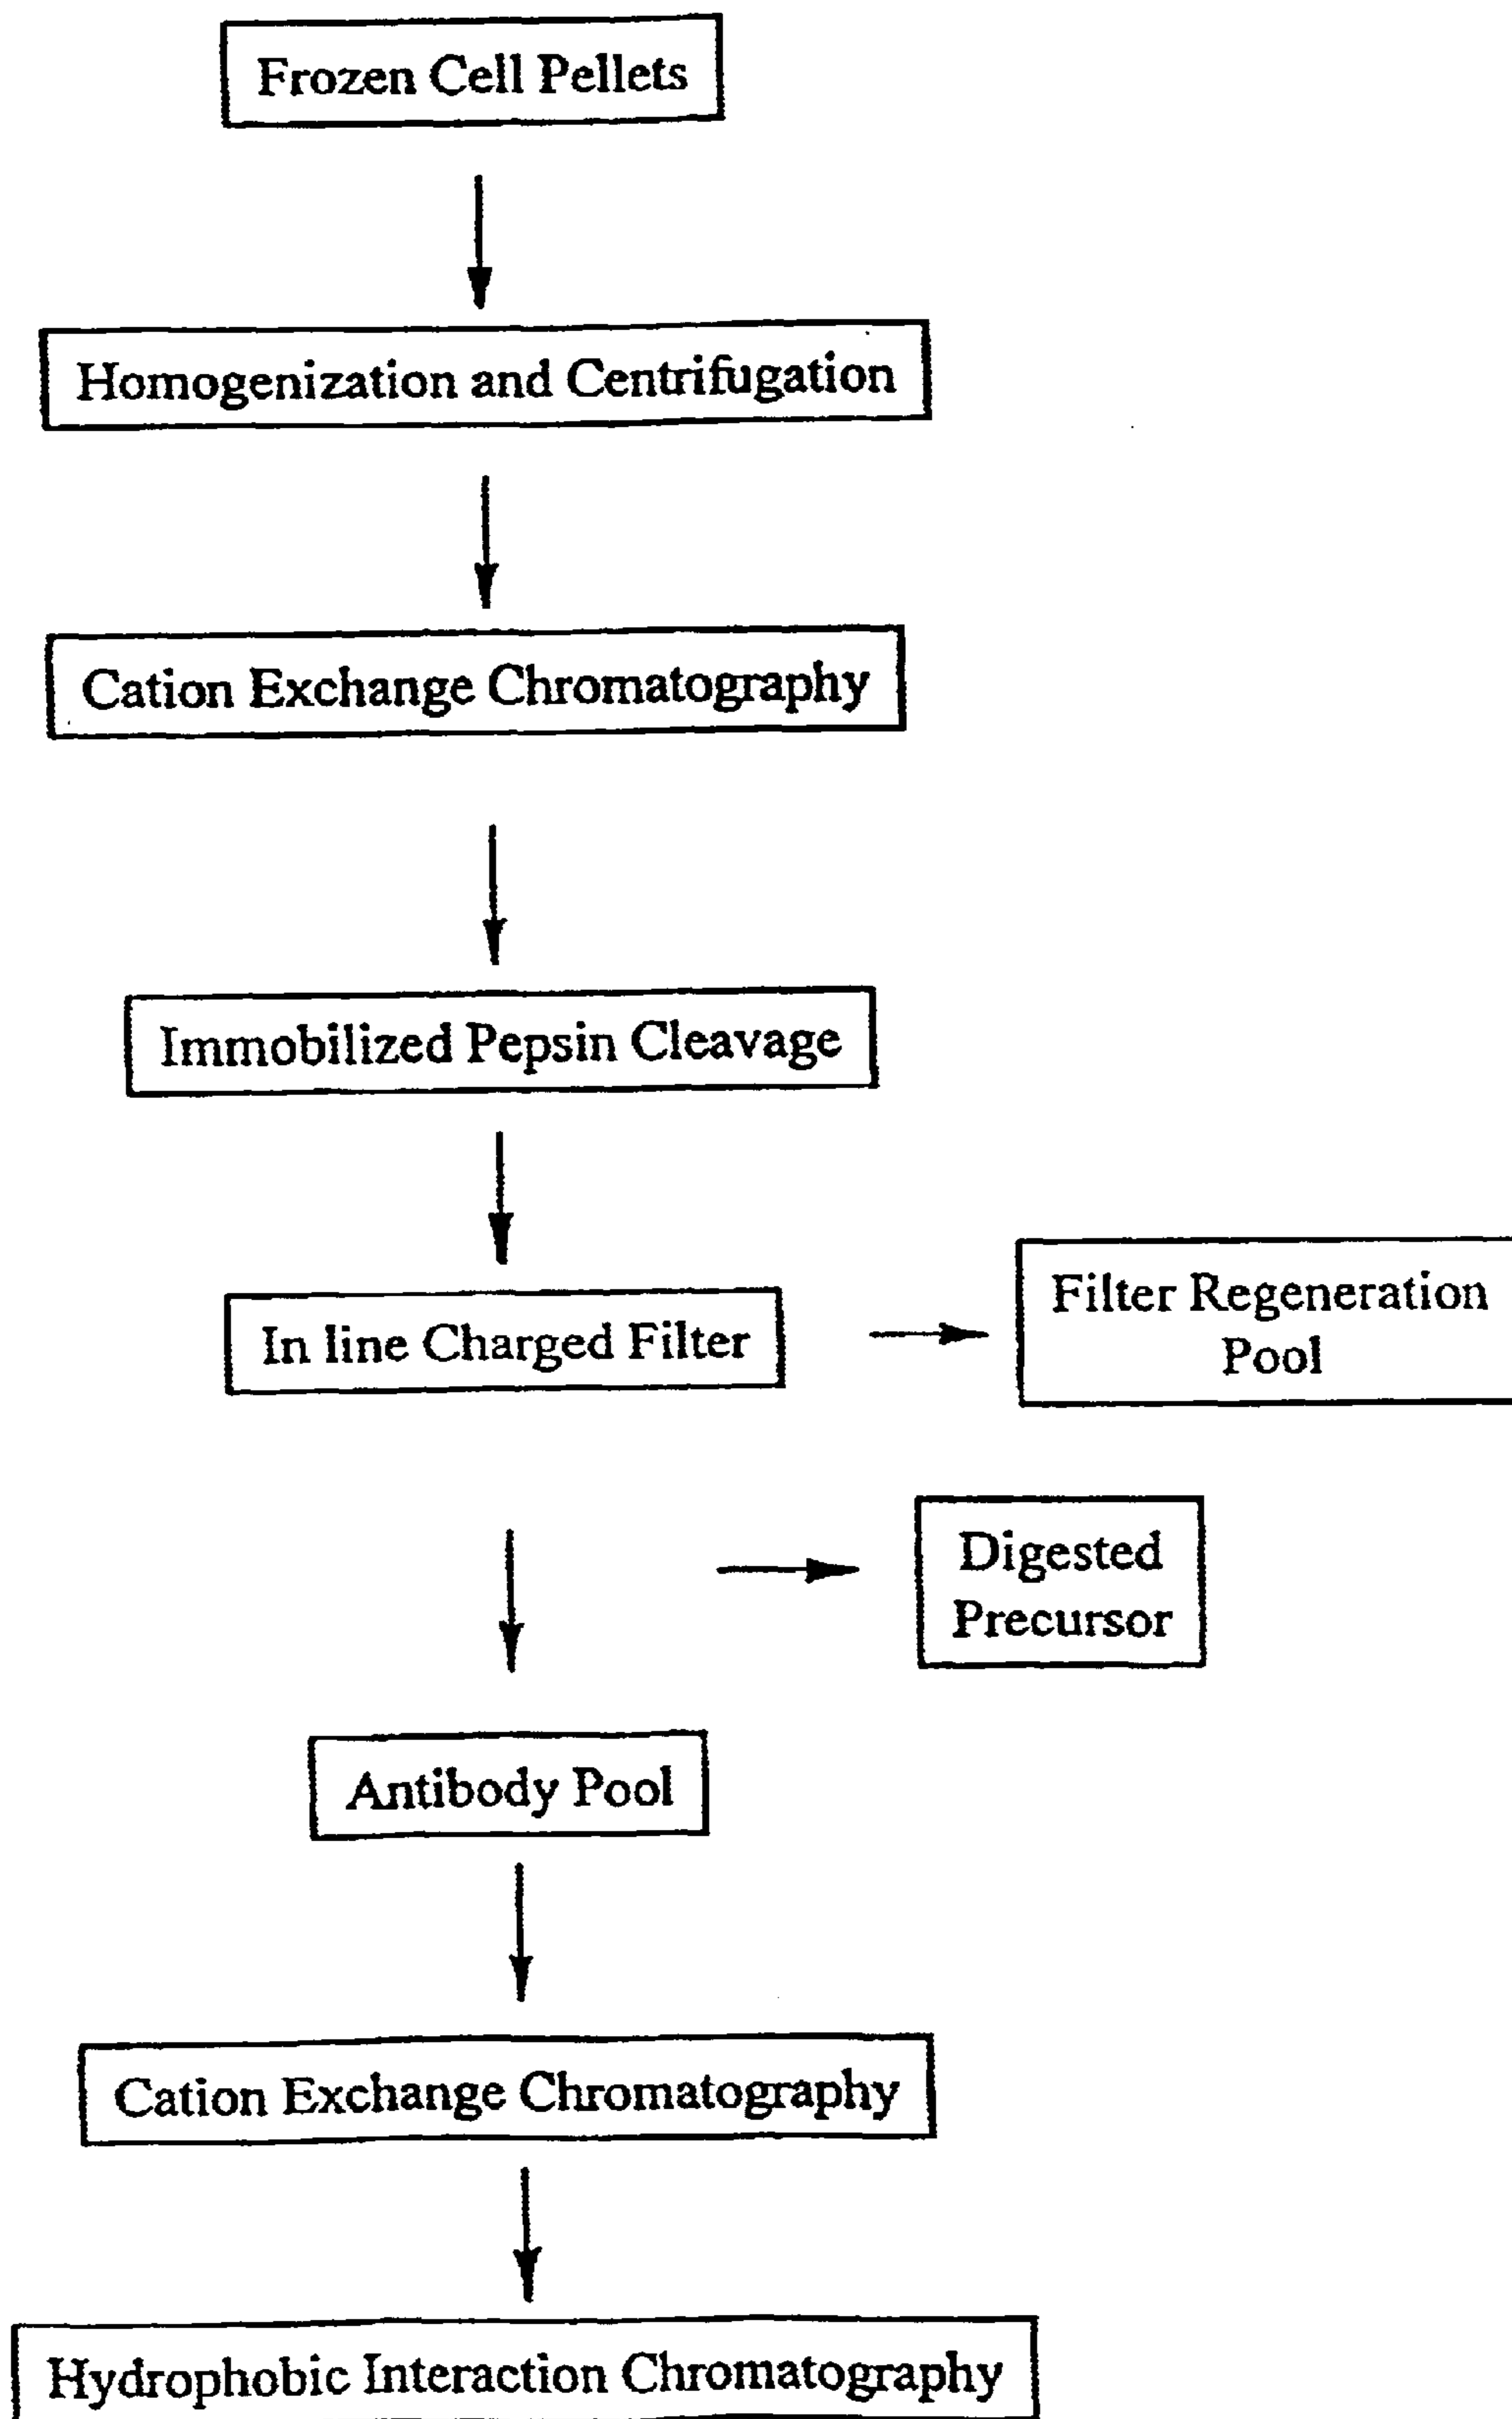 Frozen Cell Pellets
Homogenization and Centrifugation
Cation Exchange Chromatography
Immobilized Pepsin Cleavage
In line Charged Filter
Filter Regeneration
Pool
Digested
Precursor
Antibody Pool
Cation Exchange Chromatography
Hydrophobic Interaction Chromatography